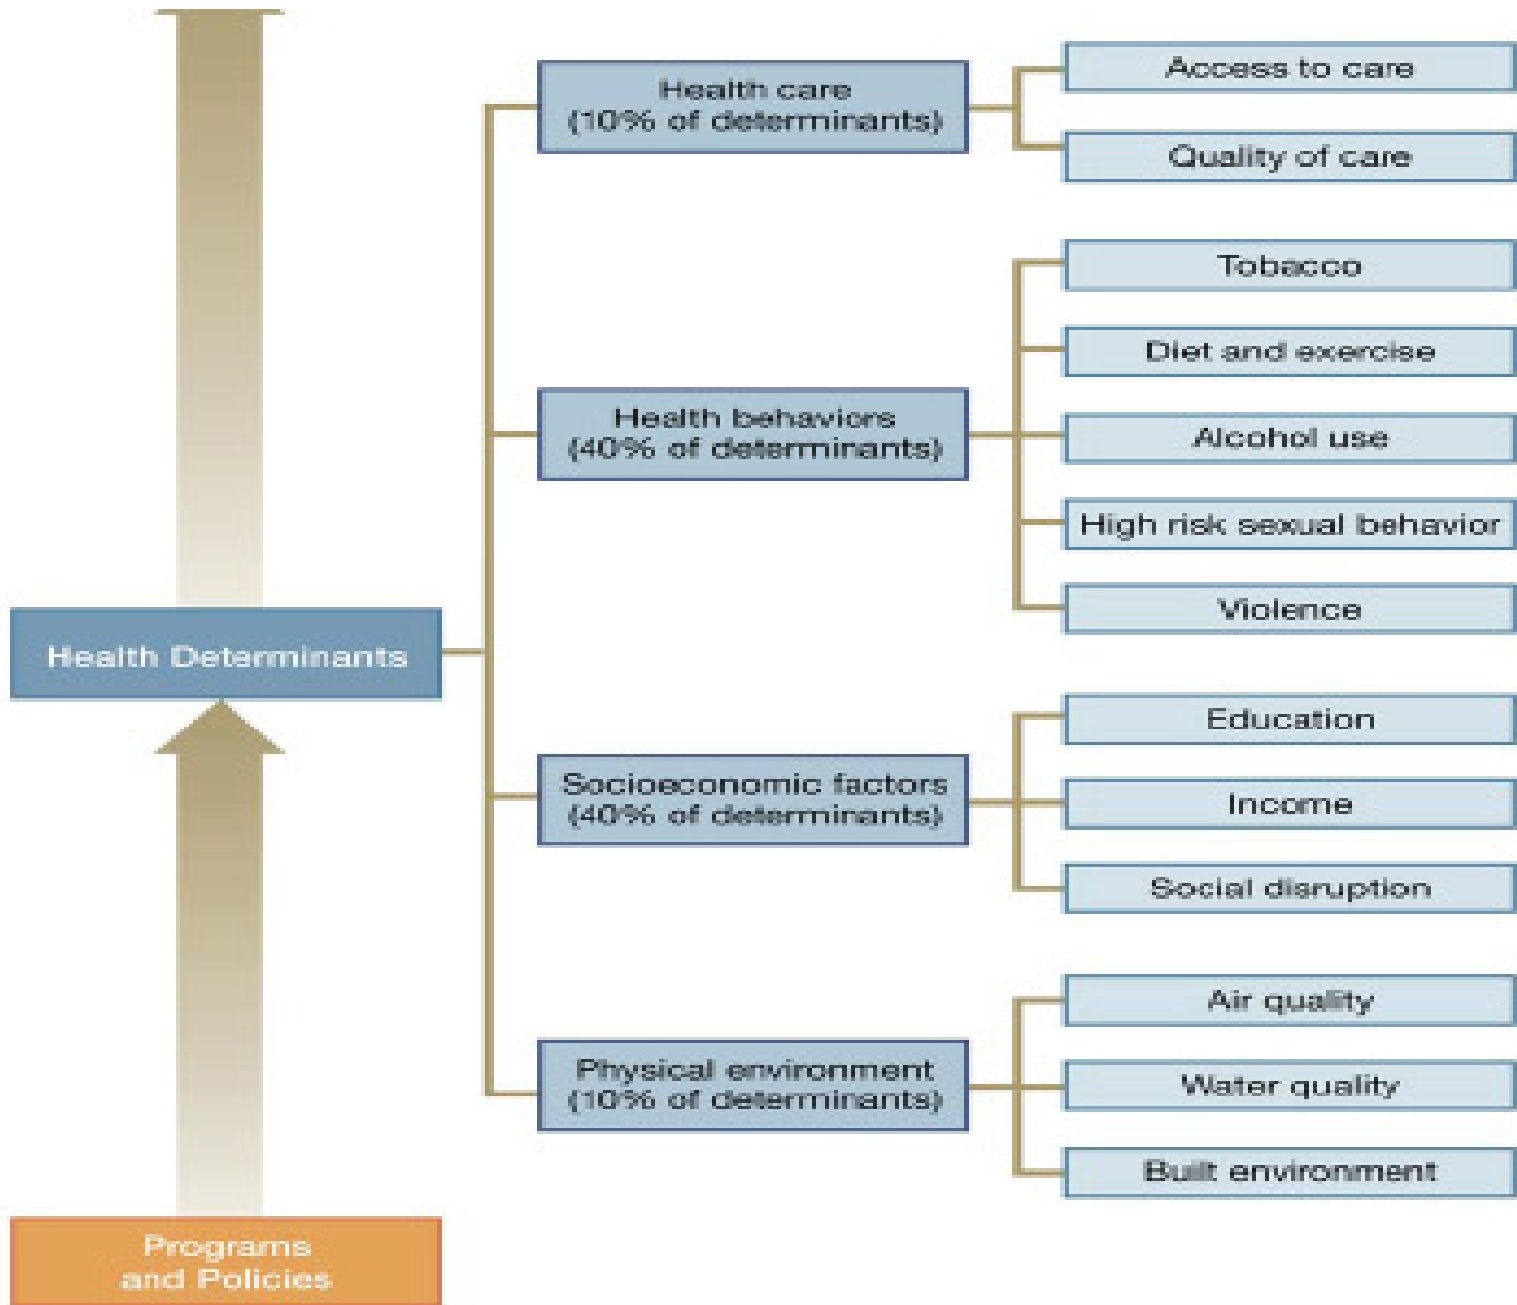 Health care
(10% of determinants)
Access to care
Quality of care
Health behaviors
(40% of determinants)
Tobacco
Diet and exercise
Alcohol use
High risk sexual behavior
Violence
Health Determinants
Socioeconomic factors
(40% of determinants)
Education
Income
Social disruption
Physical environment
(10% of determinants)
Air quality
Water quality
Built environment
Programs
and Policies